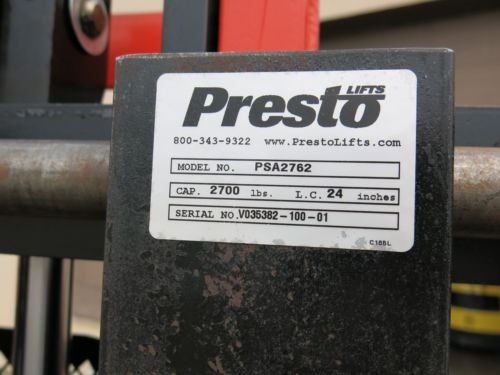 Presto LIFTS
800-343-9322 www.PrestoLifts.com
MODEL NO. PSA2762
CAP. 2700 lbs. L.C. 24 inches
SERIAL NO. V035382-100-01
C188L